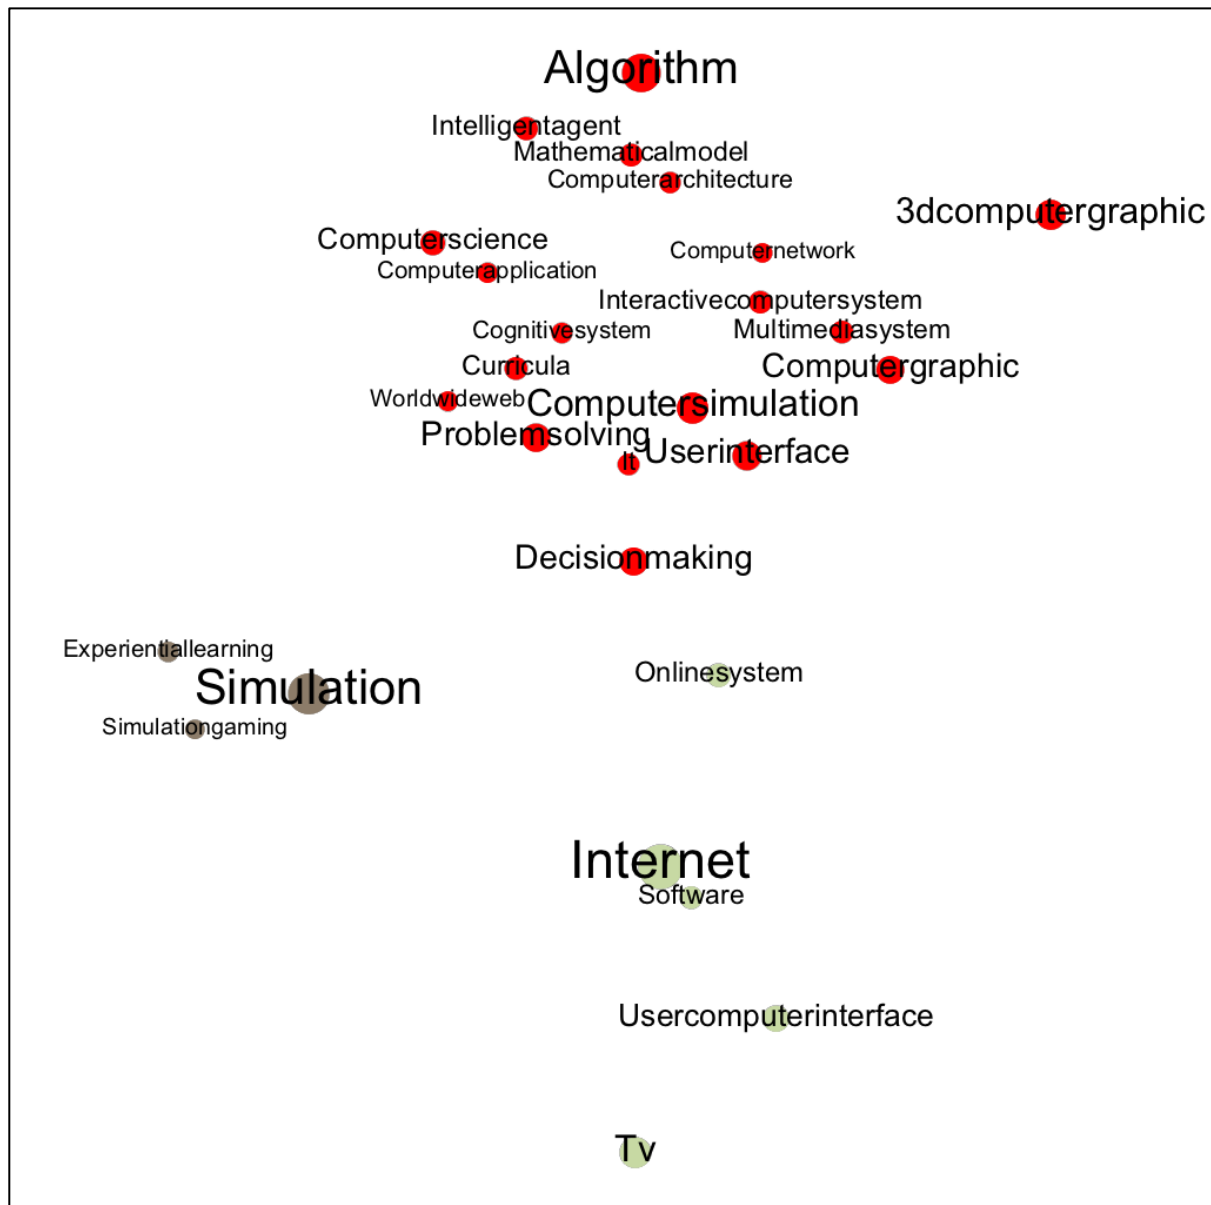 Algorithm
Intelligentagent
Mathematicalmodel
Computerarchitecture
3dcomputergraphic
Computerscience
Computernetwork
Computerapplication
Interactivecomputersystem
Cognitivesystem
Multimediasystem
Curricula
Computergraphic
Worldwideweb
Computersimulation
Problemsolving
It
Userinterface
Decisionmaking
Experientiallearning
Onlinesystem
Simulation
Simulationgaming
Internet
Software
Usercomputerinterface
Tv